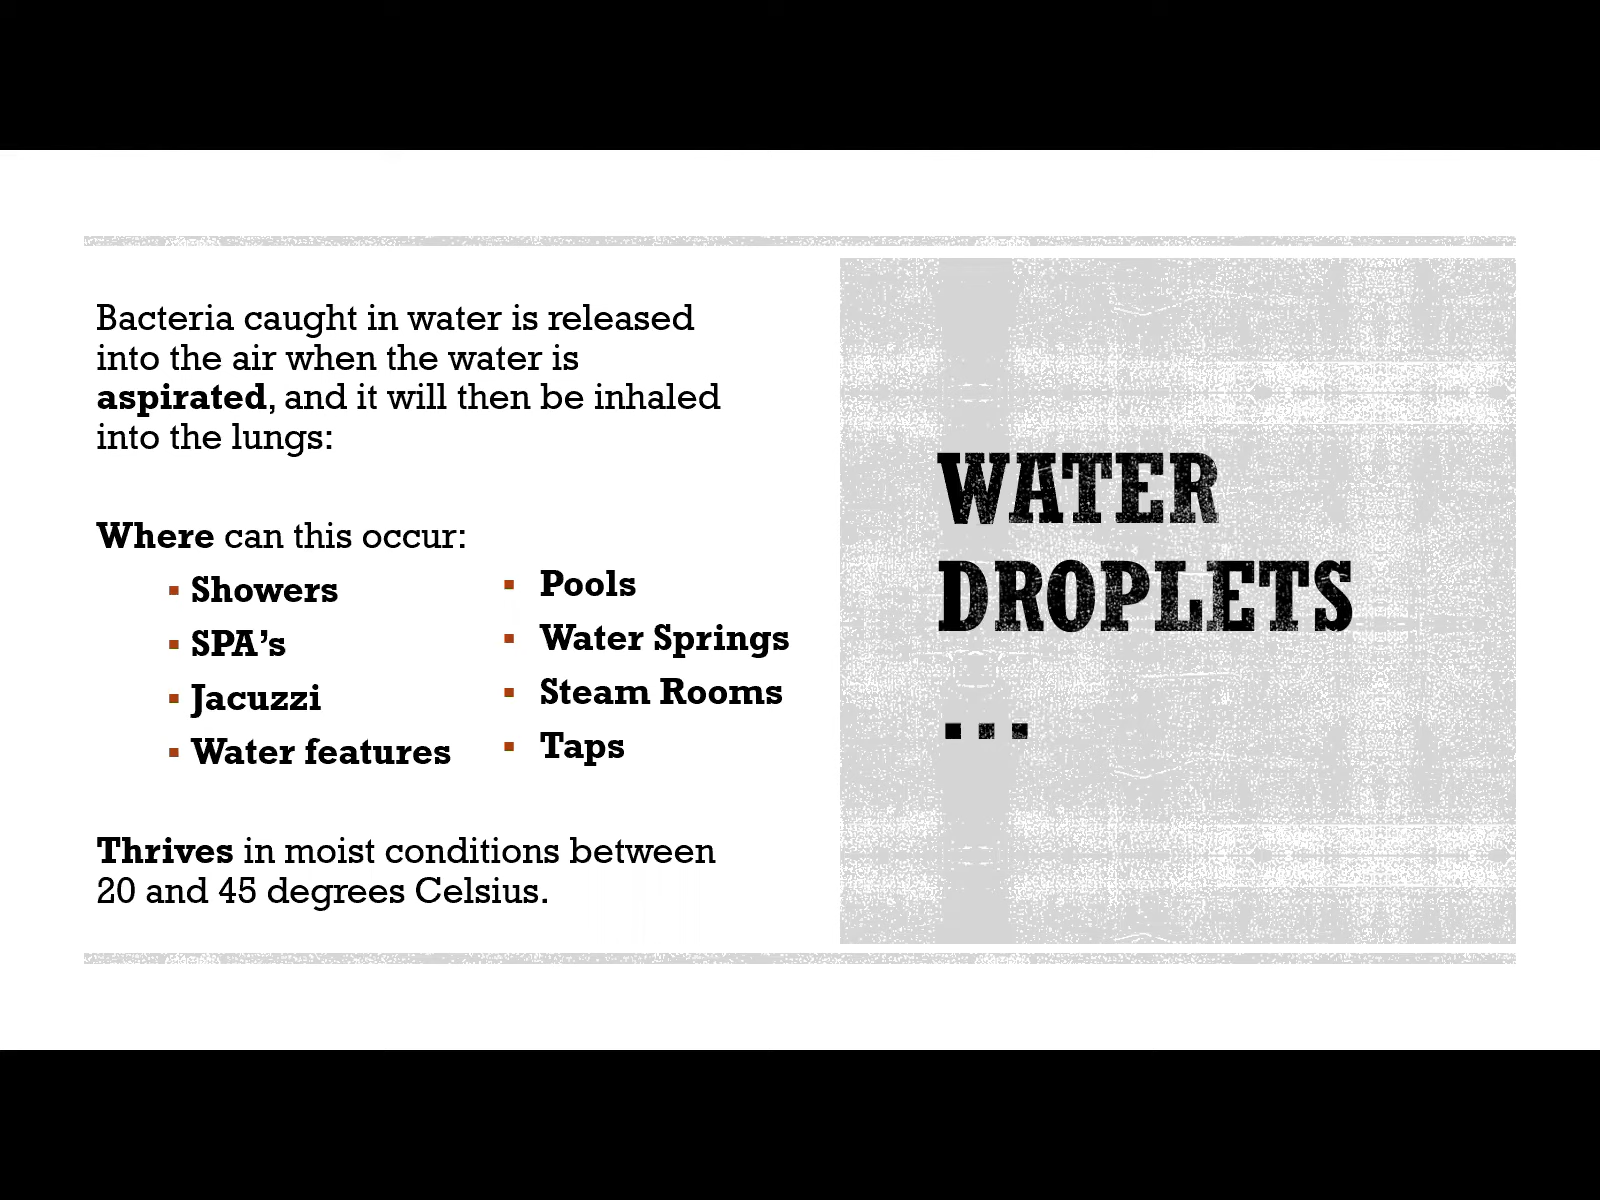 Bacteria caught in water is released
into the air when the water is
aspirated, and it will then be inhaled
into the lungs:
Where can this occur:
▪ Showers
▪ SPA’s
▪ Jacuzzi
▪ Water features
▪ Pools
▪ Water Springs
▪ Steam Rooms
▪ Taps
Thrives in moist conditions between
20 and 45 degrees Celsius.
WATER
DROPLETS
...